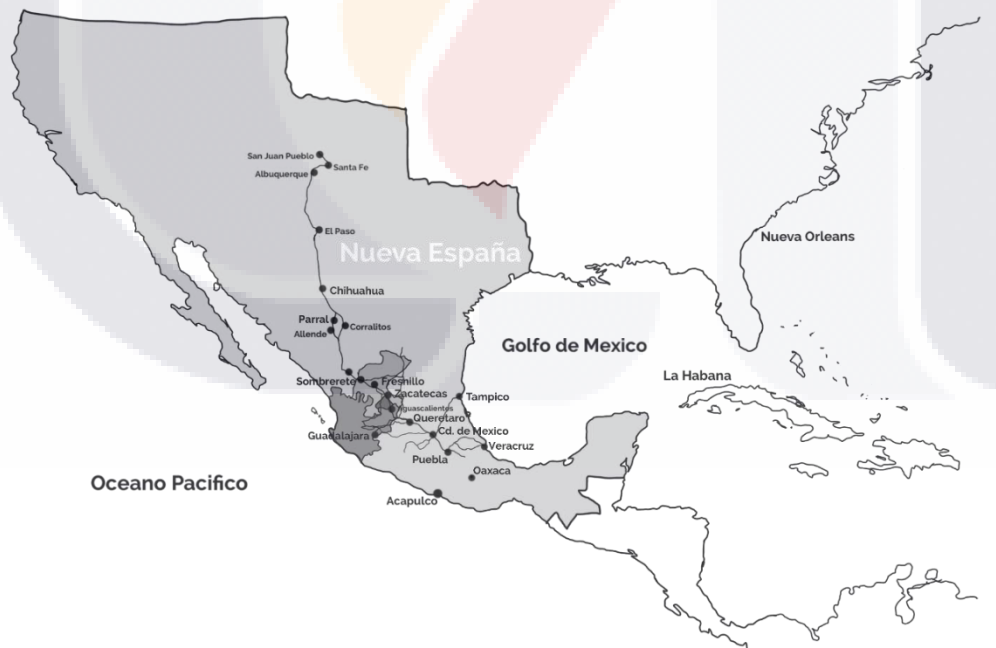 San Juan Pueblo
Santa Fe
Albuquerque
El Paso
Nueva Orleans
Nueva España
Chihuahua
Parral
Corralitos
Allende
Golfo de Mexico
La Habana
Sombrerete
Fresnillo
Zacatecas
Tampico
Aguascalientes
Querétaro
Guadalajara
Cd. de Mexico
Veracruz
Puebla
Oaxaca
Oceano Pacifico
Acapulco